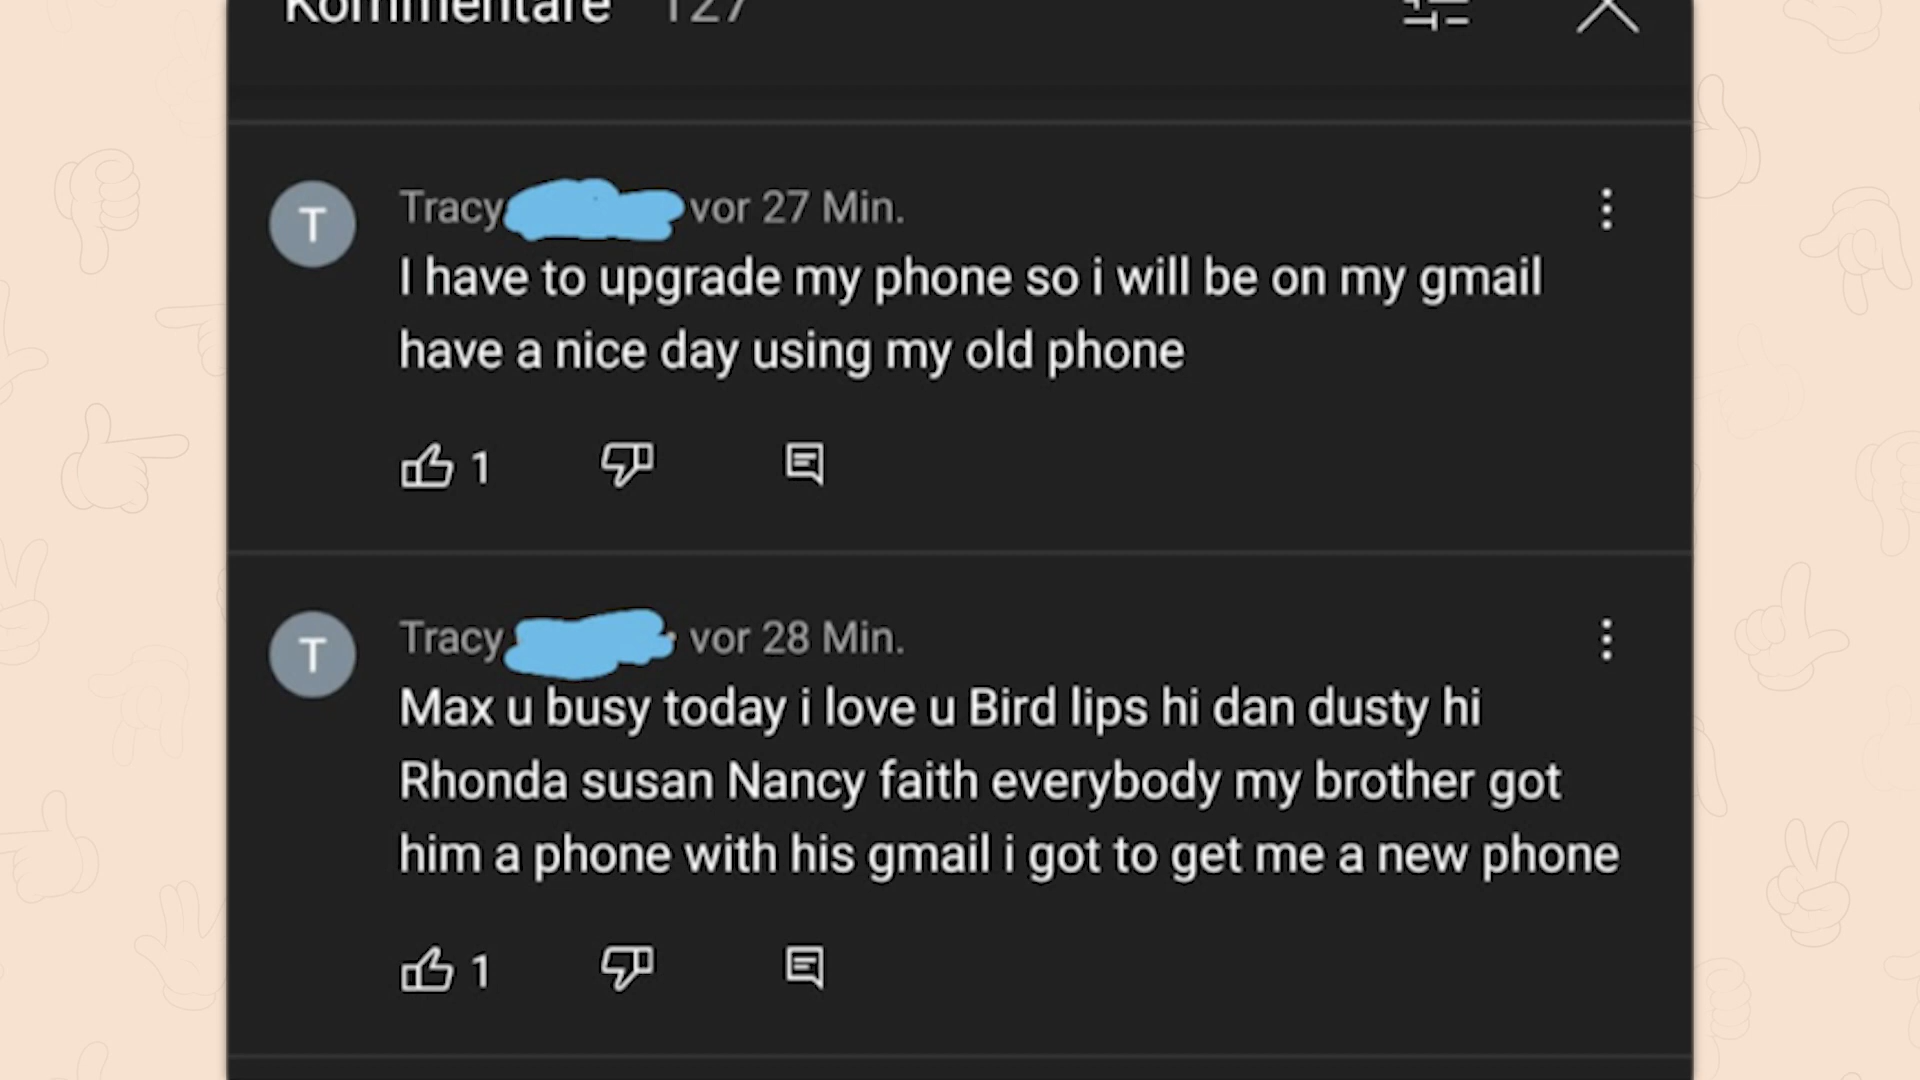 Kommentare 127
T
Tracy vor 27 Min.
I have to upgrade my phone so i will be on my gmail
have a nice day using my old phone
1
T
Tracy vor 28 Min.
Max u busy today i love u Bird lips hi dan dusty hi
Rhonda susan Nancy faith everybody my brother got
him a phone with his gmail i got to get me a new phone
1